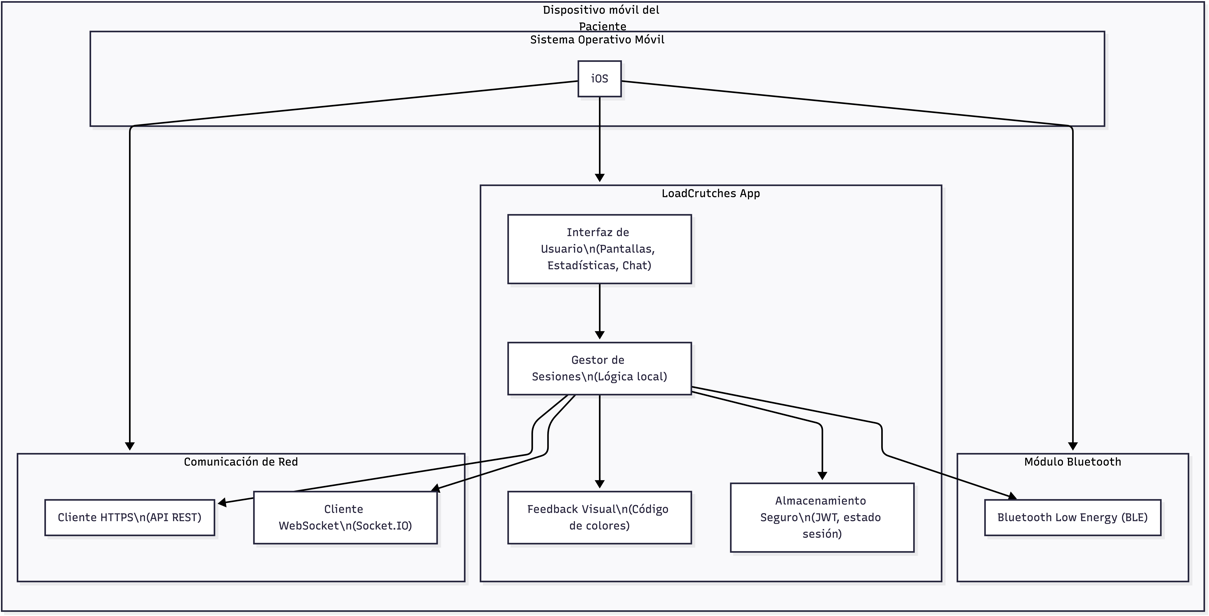 Dispositivo móvil del
Paciente
Sistema Operativo Móvil
iOS
LoadCrutches App
Interfaz de
Usuario\n(Pantallas,
Estadísticas, Chat)
Gestor de
Sesiones\n(Lógica local)
Comunicación de Red
Cliente HTTPS\n(API REST)
Cliente
WebSocket\n(Socket.IO)
Feedback Visual\n(Código
de colores)
Almacenamiento
Seguro\n(JWT, estado
sesión)
Módulo Bluetooth
Bluetooth Low Energy (BLE)